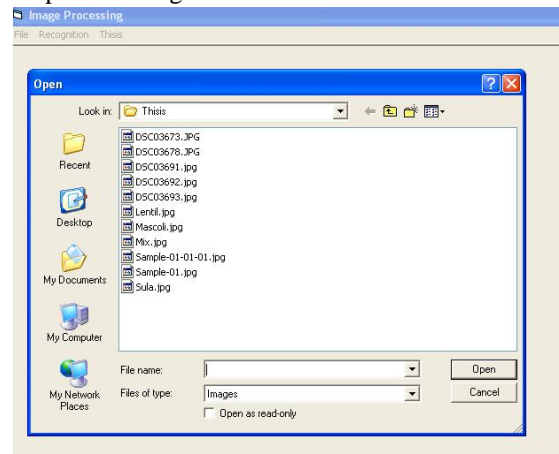 Image Processing
File Recognition Thisis
Open
Look in: Thisis
DSC03673.JPG
DSC03678.JPG
DSC03691.jpg
DSC03692.jpg
DSC03693.jpg
Lentil.jpg
Mascoli.jpg
Mix.jpg
Sample-01-01-01.jpg
Sample-01.jpg
Sula.jpg
Recent
Desktop
My Documents
My Computer
My Network
Places
File name: Open
Files of type: Images Cancel
Open as read-only